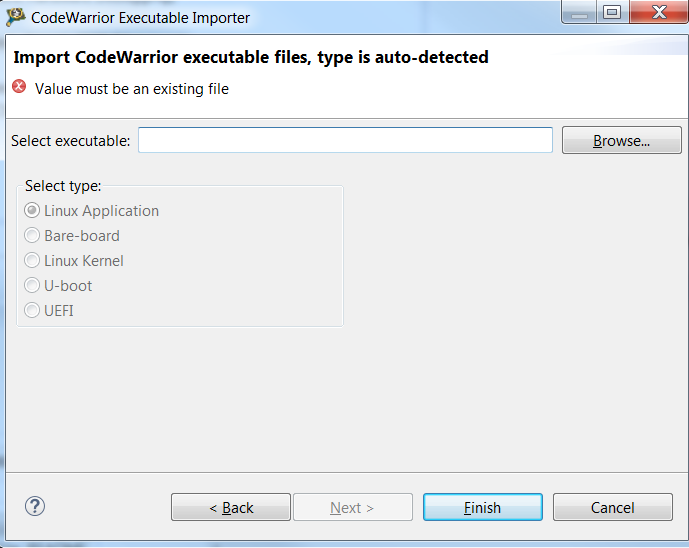 CodeWarrior Executable Importer
Import CodeWarrior executable files, type is auto-detected
Value must be an existing file
Select executable:
Browse...
Select type:
Linux Application
Bare-board
Linux Kernel
U-boot
UEFI
? < Back Next > Finish Cancel